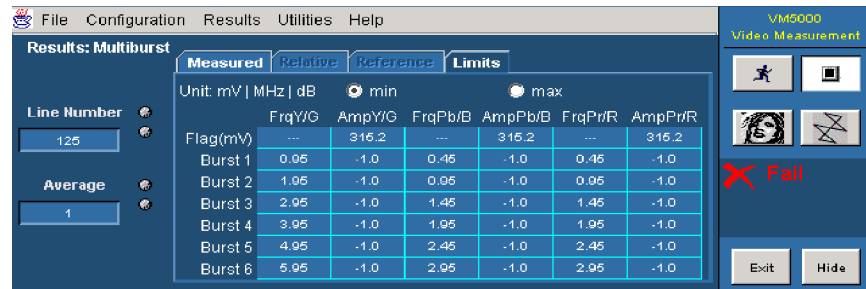 File Configuration Results Utilities Help
VM5000
Video Measurement
Results: Multiburst
Measured Relative Reference Limits
Unit: mV | MHz | dB min max
Line Number
125
Average
1
FrqY/G AmpY/G FrqPb/B AmpPb/B FrqPr/R AmpPr/R
Flag(mV) --- 315.2 --- 315.2 --- 315.2
Burst 1 0.95 -1.0 0.45 -1.0 0.45 -1.0
Burst 2 1.95 -1.0 0.95 -1.0 0.95 -1.0
Burst 3 2.95 -1.0 1.45 -1.0 1.45 -1.0
Burst 4 3.95 -1.0 1.95 -1.0 1.95 -1.0
Burst 5 4.95 -1.0 2.45 -1.0 2.45 -1.0
Burst 6 5.95 -1.0 2.95 -1.0 2.95 -1.0
Fail
Exit Hide